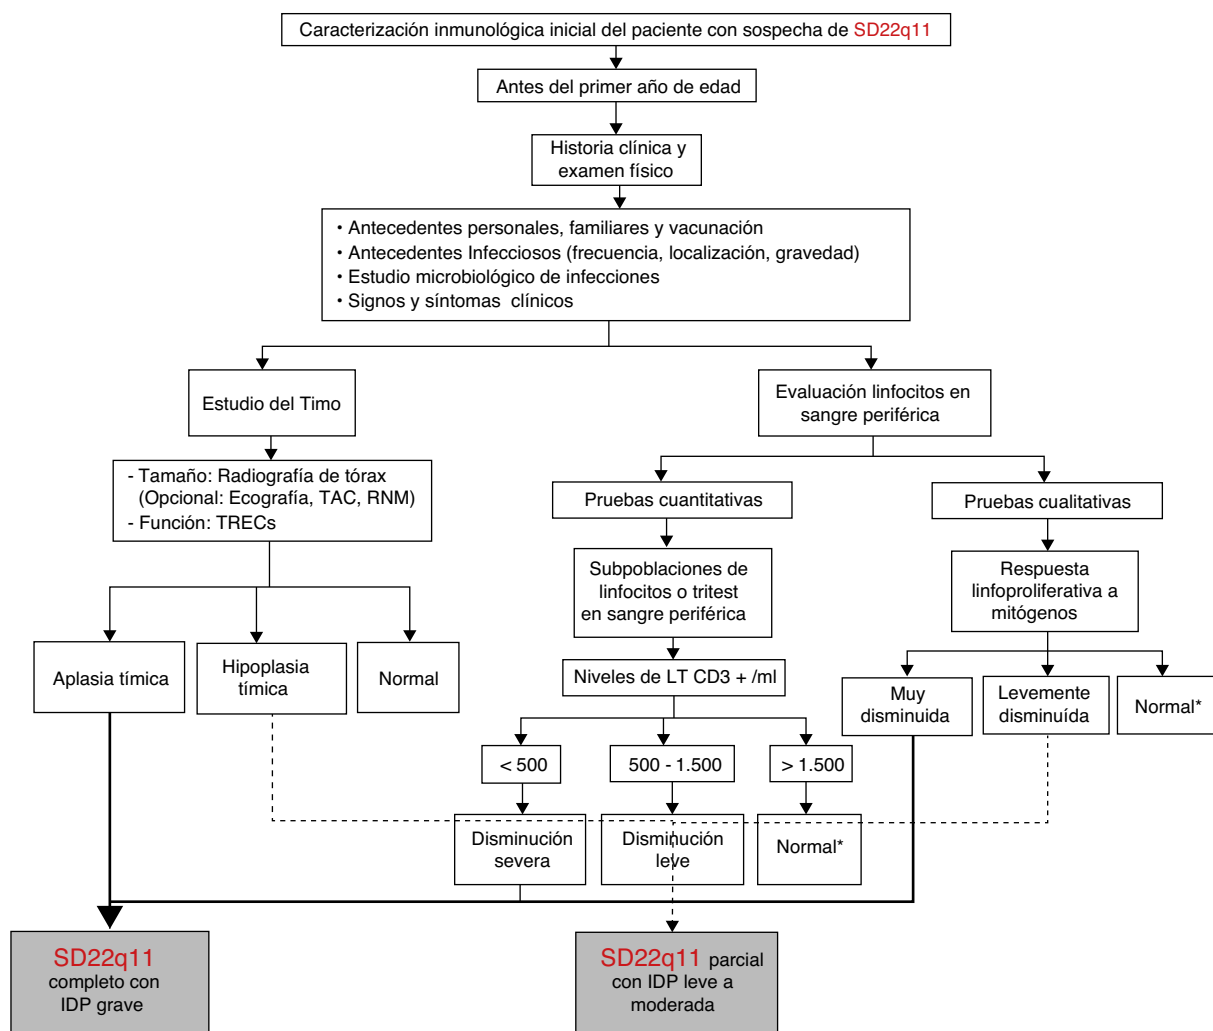 Caracterización inmunológica inicial del paciente con sospecha de SD22q11
Antes del primer año de edad
Historia clínica y
examen físico
• Antecedentes personales, familiares y vacunación
• Antecedentes Infecciosos (frecuencia, localización, gravedad)
• Estudio microbiológico de infecciones
• Signos y síntomas clínicos
Estudio del Timo
Evaluación linfocitos en
sangre periférica
- Tamaño: Radiografía de tórax
(Opcional: Ecografía, TAC, RNM)
- Función: TRECs
Pruebas cuantitativas
Pruebas cualitativas
Subpoblaciones de
linfocitos o tritest
en sangre periférica
Respuesta
linfoproliferativa a
mitógenos
Aplasia tímica
Hipoplasia
tímica
Normal
Niveles de LT CD3 + /ml
Muy
disminuida
Levemente
disminuída
Normal*
< 500
500 - 1.500
> 1.500
Disminución
severa
Disminución
leve
Normal*
SD22q11
completo con
IDP grave
SD22q11 parcial
con IDP leve a
moderada